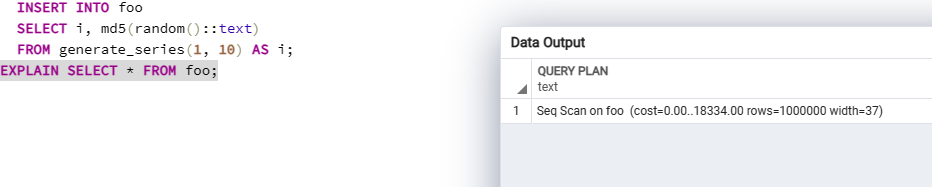 INSERT INTO foo
SELECT i, md5(random()::text)
FROM generate_series(1, 10) AS i;
EXPLAIN SELECT * FROM foo;
Data Output
QUERY PLAN
text
1 Seq Scan on foo (cost=0.00..18334.00 rows=1000000 width=37)